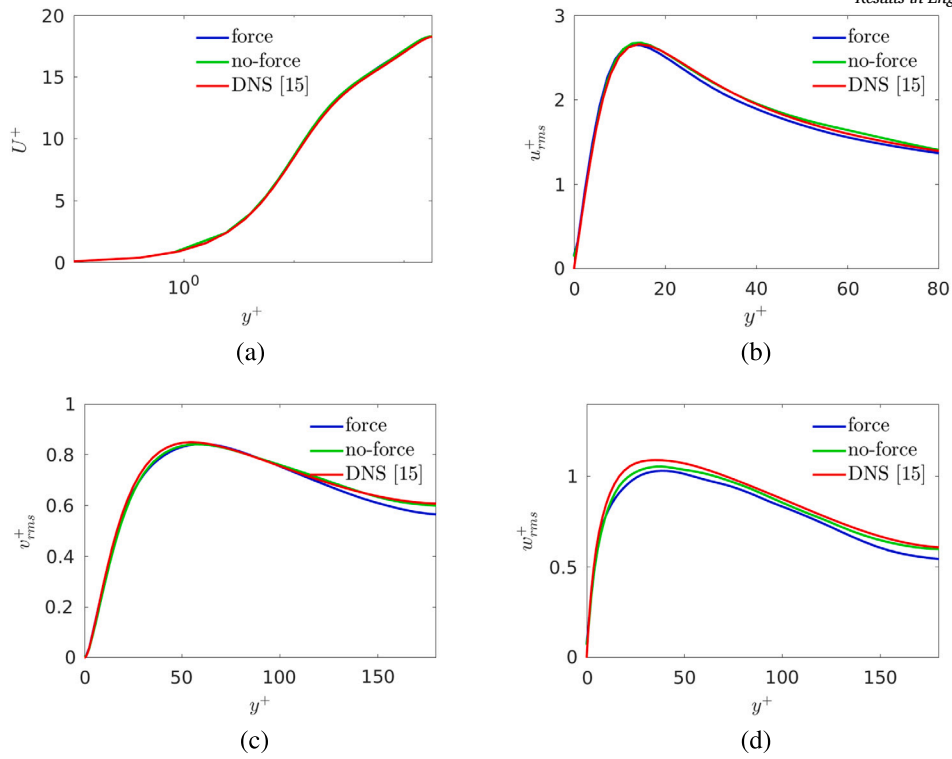 Results in Eng
20
15
10
5
0
U^+
force
no-force
DNS [15]
10^0
y^+
(a)
3
2
1
0
u^+_{rms}
force
no-force
DNS [15]
0 20 40 60 80
y^+
(b)
1
0.8
0.6
0.4
0.2
0
v^+_{rms}
force
no-force
DNS [15]
0 50 100 150
y^+
(c)
1
0.5
0
w^+_{rms}
force
no-force
DNS [15]
0 50 100 150
y^+
(d)